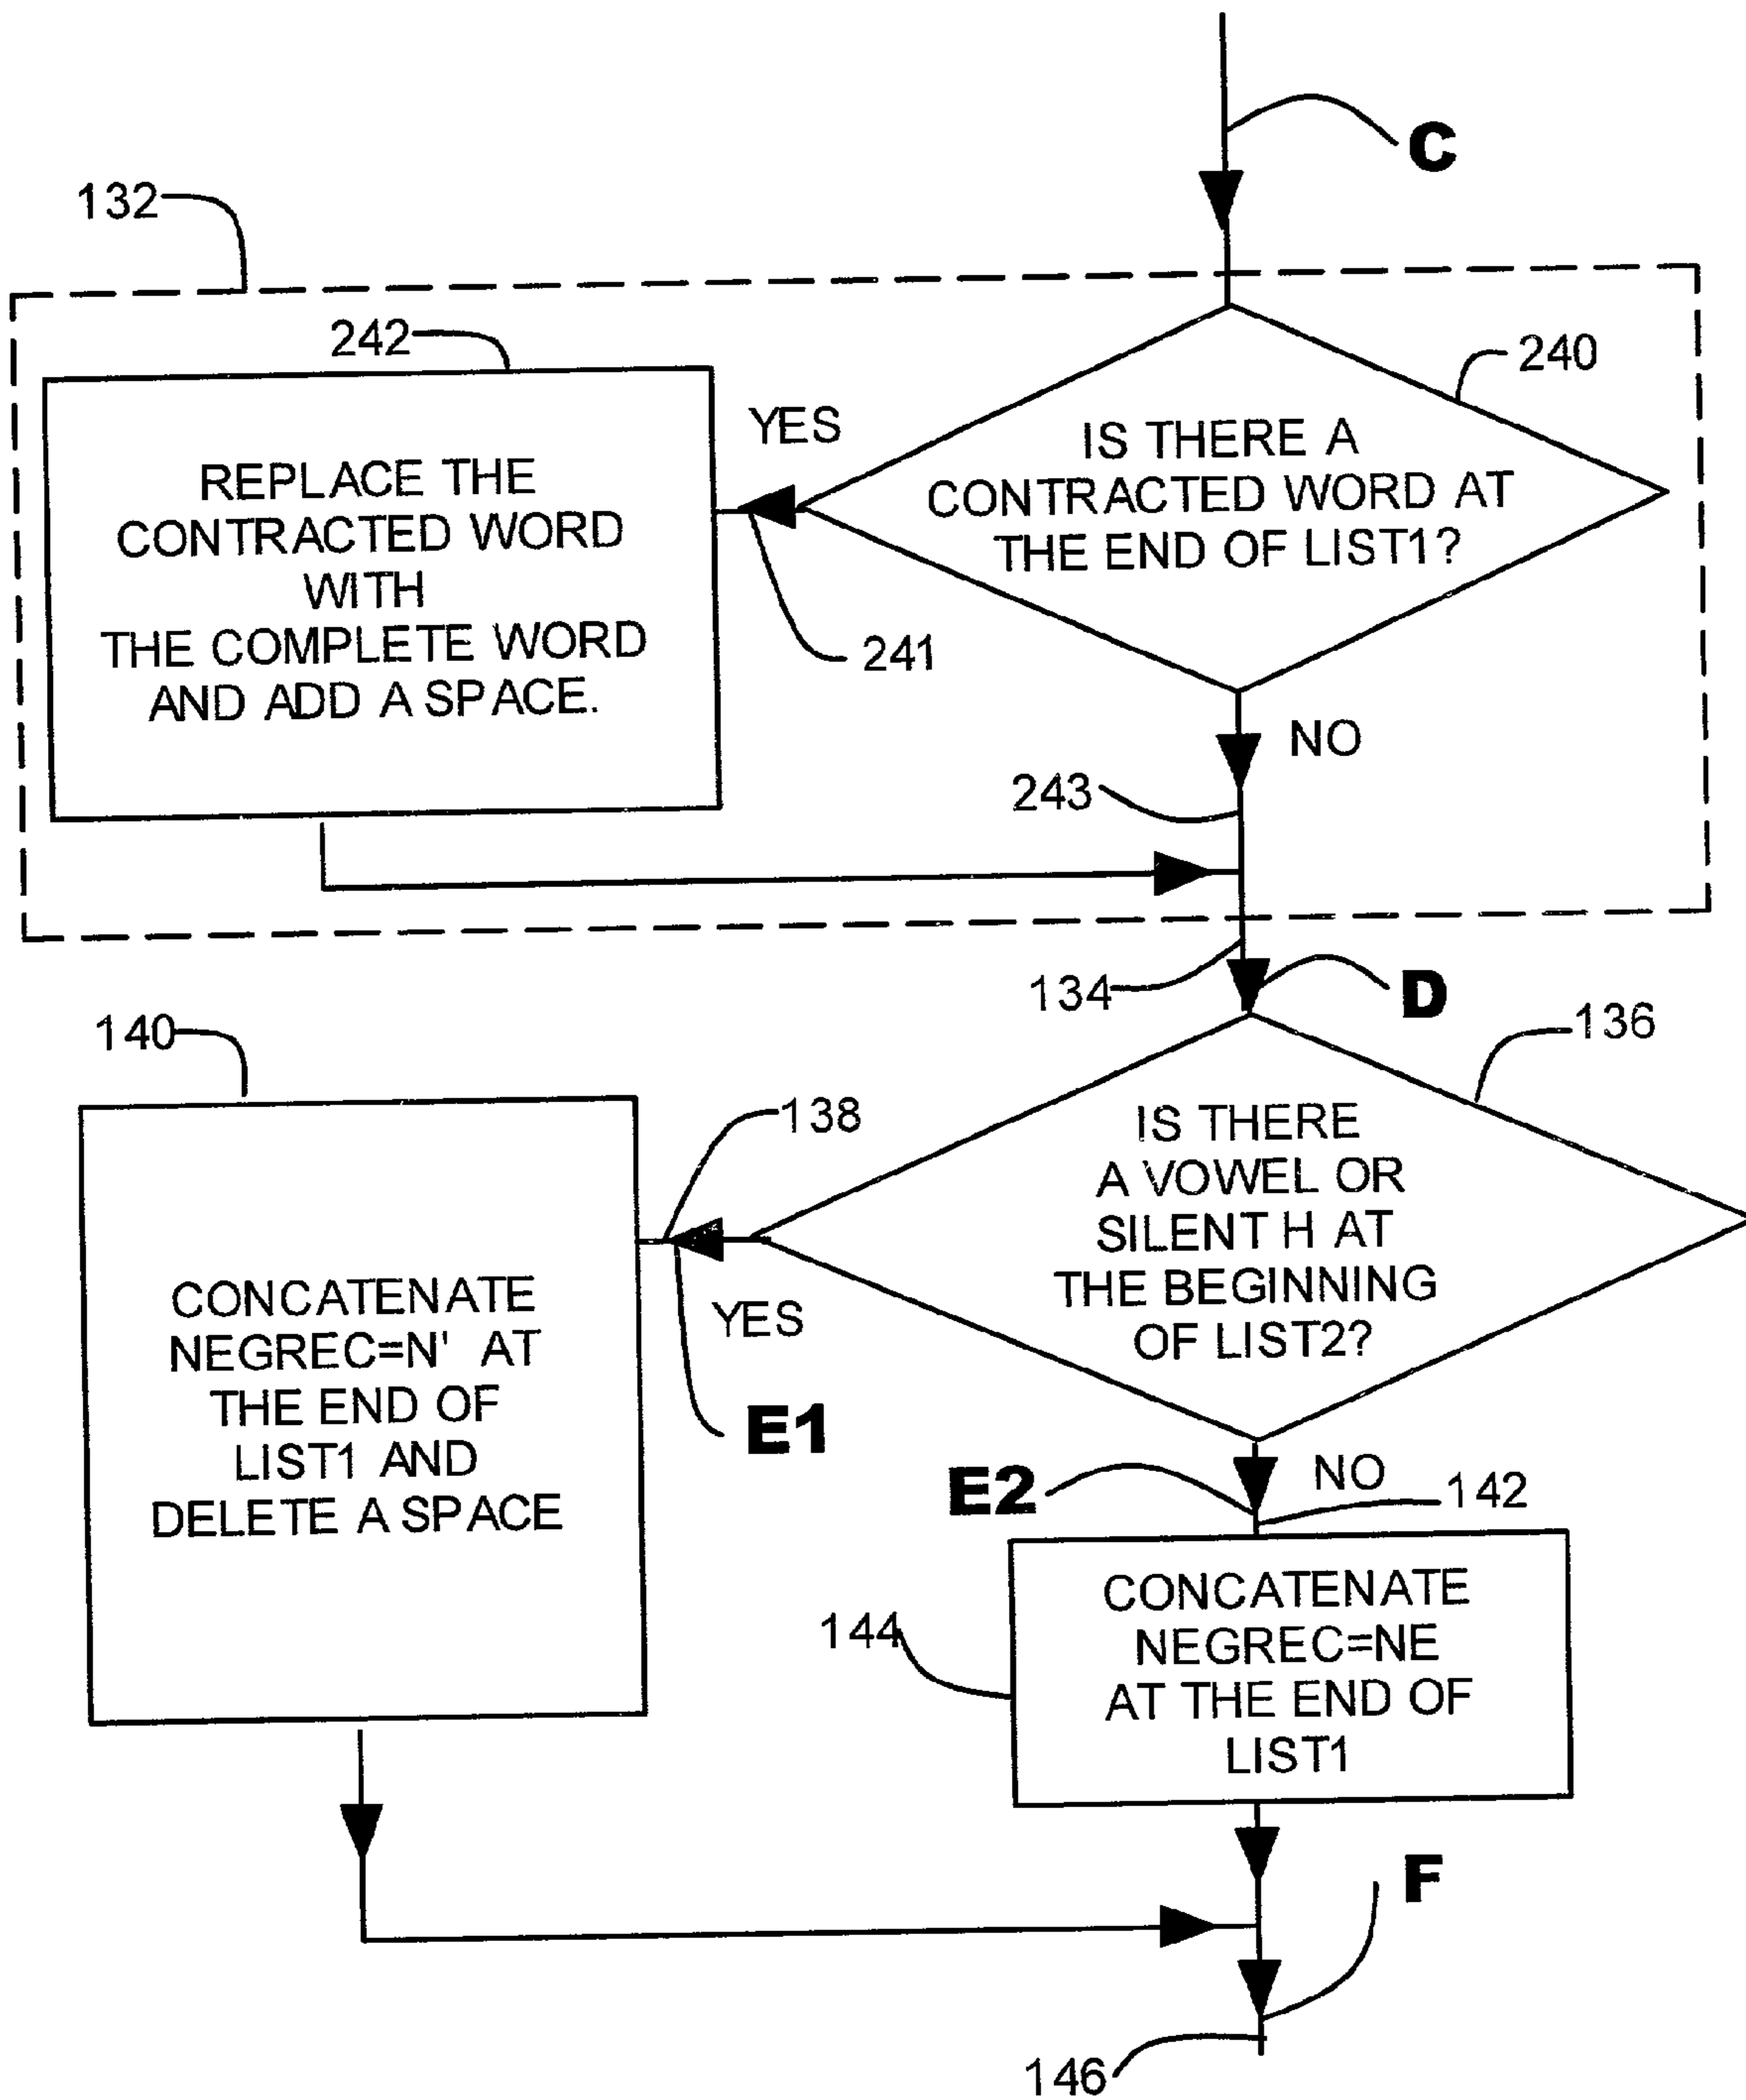 C
132
242
240
YES
IS THERE A
CONTRACTED WORD AT
THE END OF LIST1?
REPLACE THE
CONTRACTED WORD
WITH
THE COMPLETE WORD
AND ADD A SPACE.
241
NO
243
134
D
140
136
138
IS THERE
A VOWEL OR
SILENT H AT
THE BEGINNING
OF LIST2?
YES
E1
CONCATENATE
NEGREC=N' AT
THE END OF
LIST1 AND
DELETE A SPACE
E2
NO
142
144
CONCATENATE
NEGREC=NE
AT THE END OF
LIST1
F
146